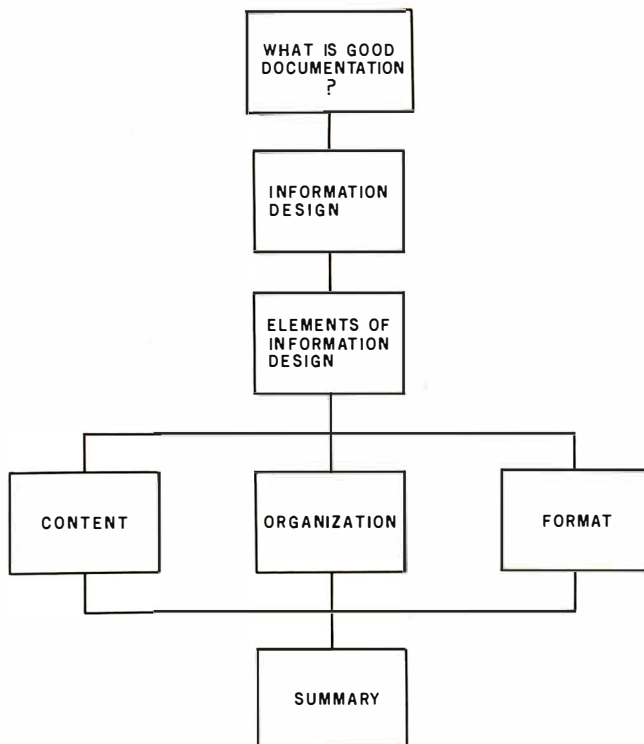 WHAT IS GOOD
DOCUMENTATION
?
INFORMATION
DESIGN
ELEMENTS OF
INFORMATION
DESIGN
CONTENT
ORGANIZATION
FORMAT
SUMMARY